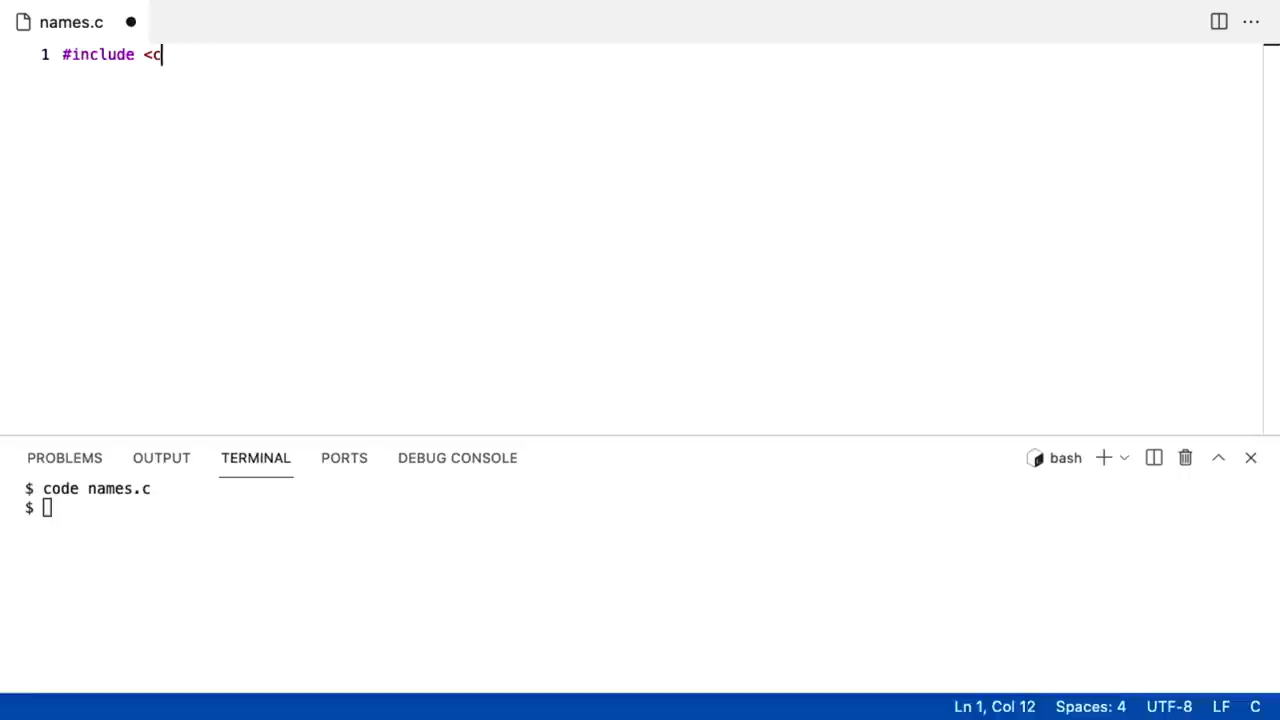 names.c
1 #include <c
PROBLEMS OUTPUT TERMINAL PORTS DEBUG CONSOLE bash
$ code names.c
$
Ln 1, Col 12 Spaces: 4 UTF-8 LF C